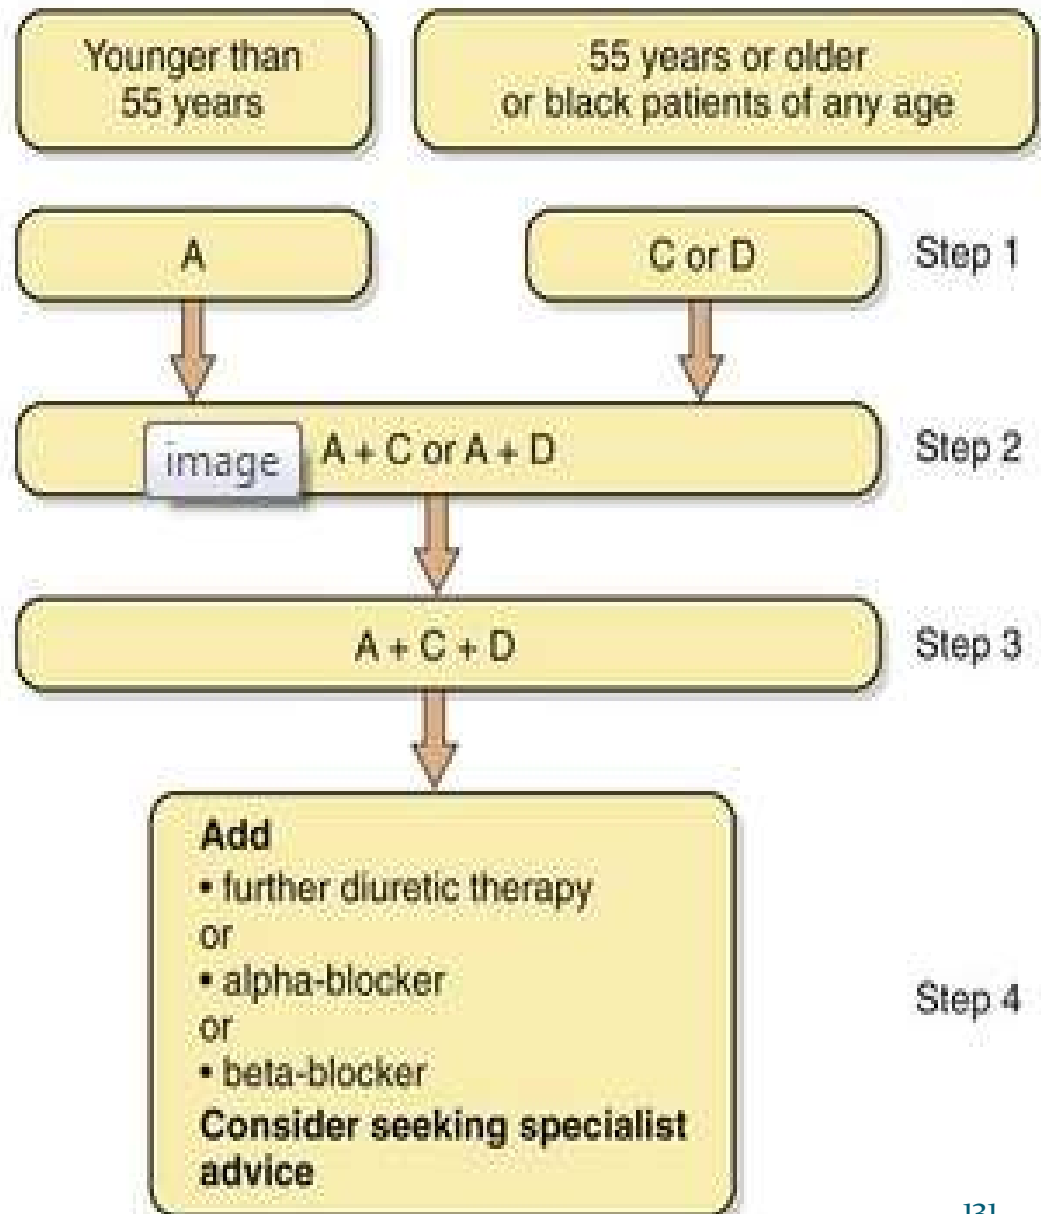 Younger than
55 years
55 years or older
or black patients of any age
A
C or D
Step 1
image
A + C or A + D
Step 2
A + C + D
Step 3
Add
• further diuretic therapy
or
• alpha-blocker
or
• beta-blocker
Consider seeking specialist
advice
Step 4
131